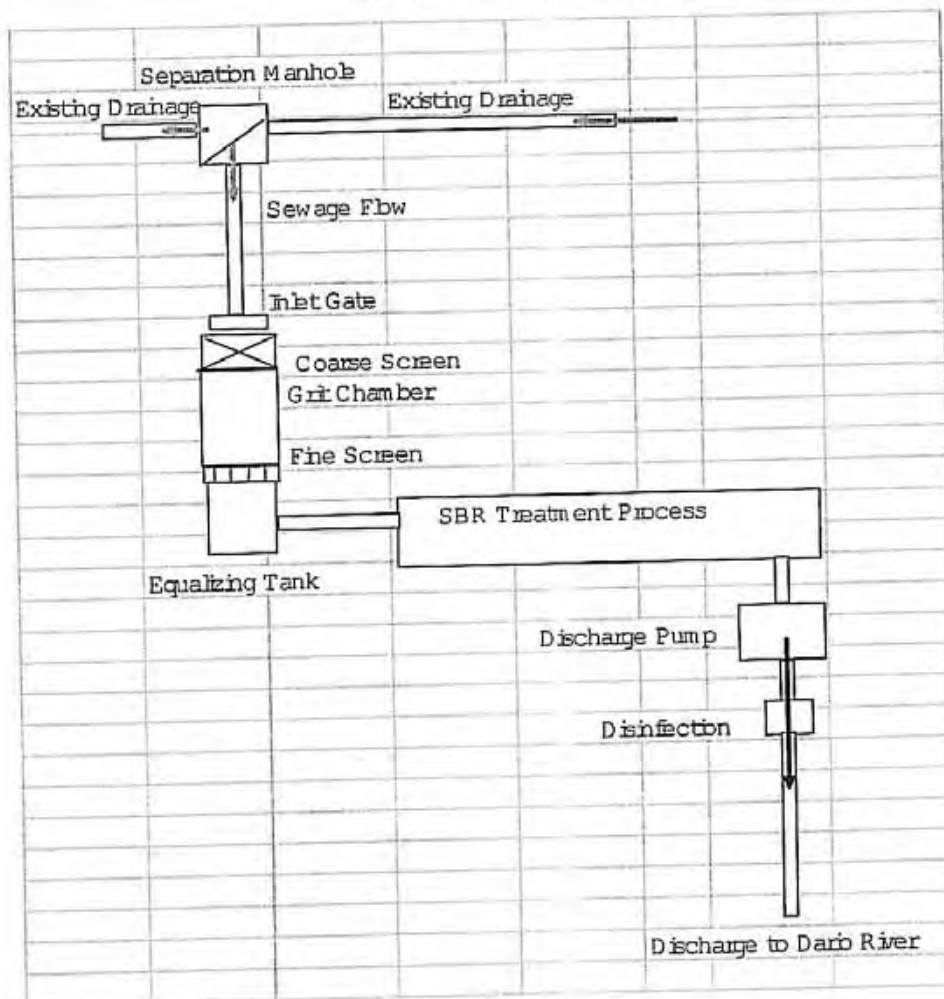 Separation Manhole
Existing Drainage
Existing Drainage
Sewage Flow
Inlet Gate
Coarse Screen
Grit Chamber
Fine Screen
SBR Treatment Process
Equalizing Tank
Discharge Pump
Disinfection
Discharge to Dario River